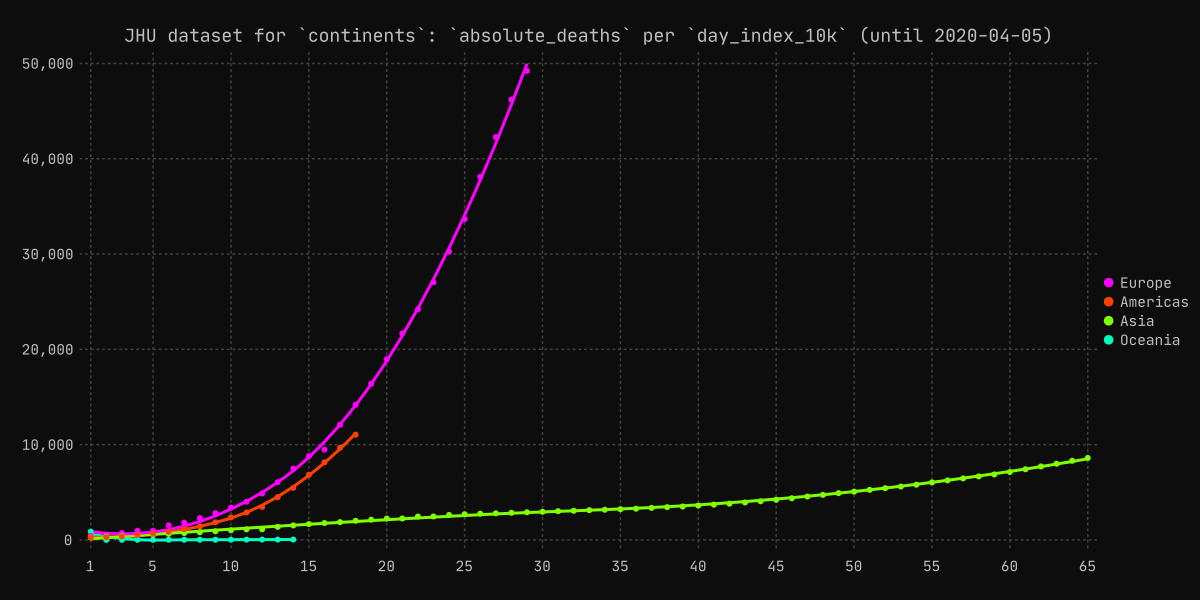 JHU dataset for `continents`: `absolute_deaths` per `day_index_10k` (until 2020-04-05)
50,000
40,000
30,000
20,000
10,000
0
1 5 10 15 20 25 30 35 40 45 50 55 60 65
Europe
Americas
Asia
Oceania